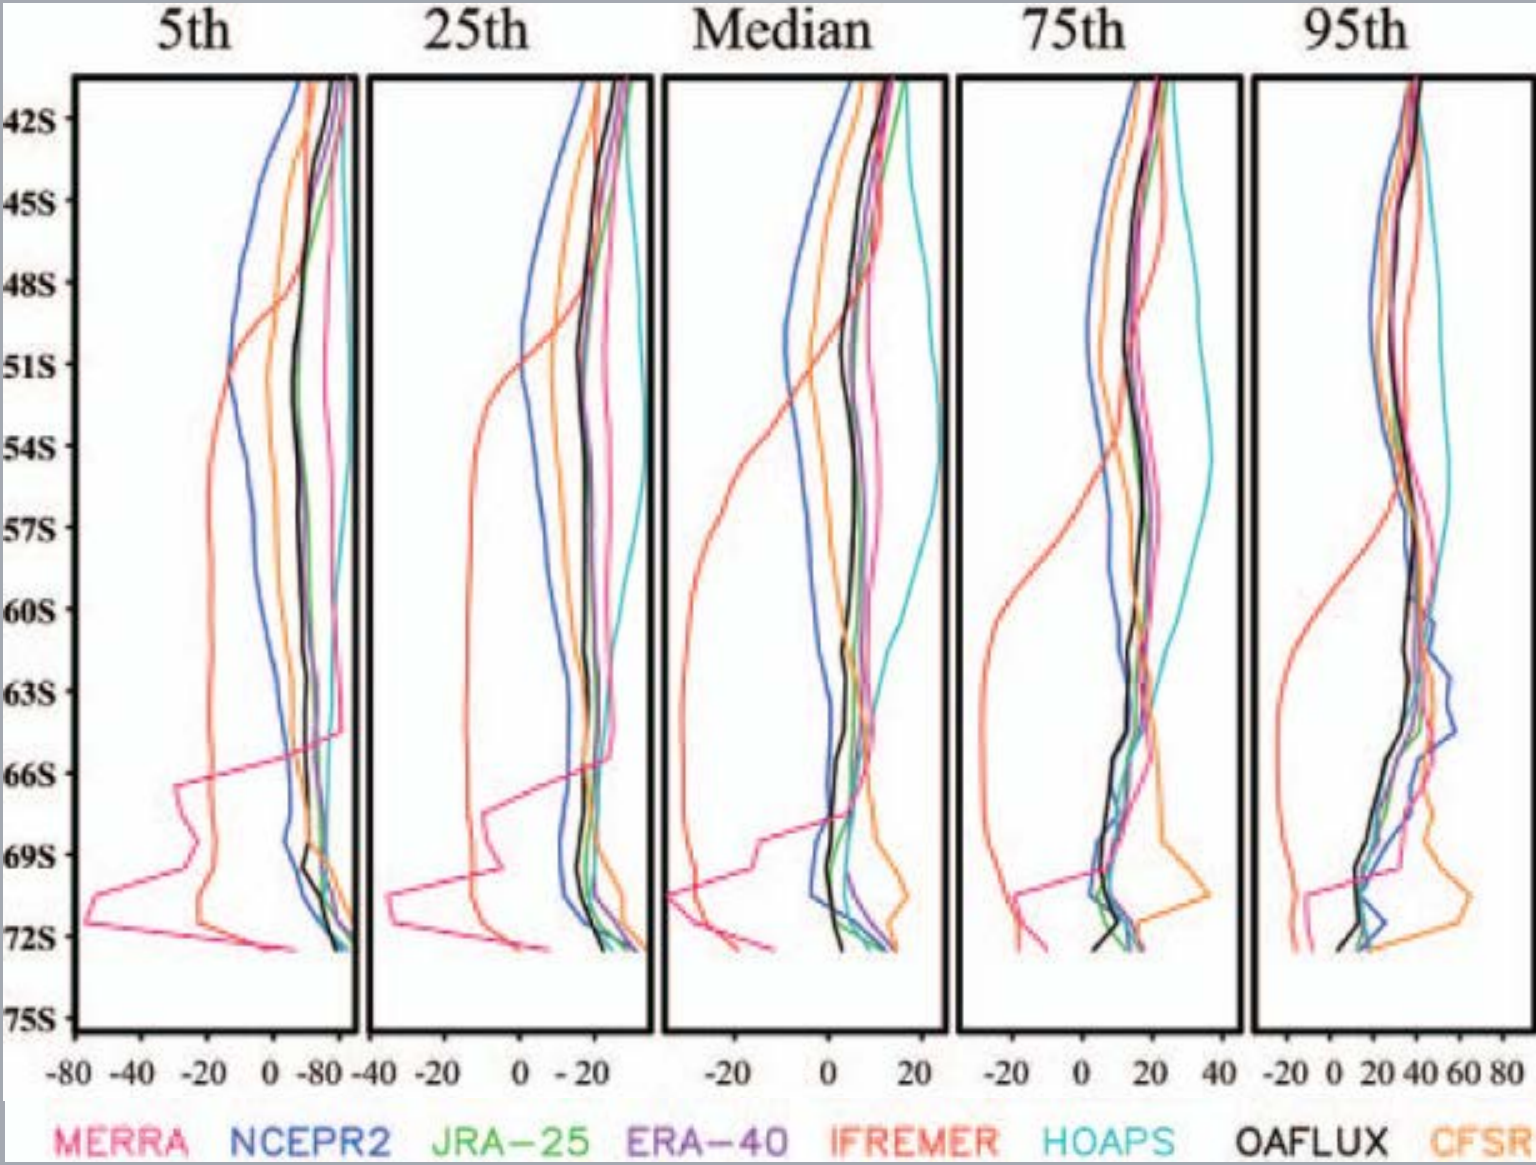 5th 25th Median 75th 95th
42S
45S
48S
51S
54S
57S
60S
63S
66S
69S
72S
75S
-80 -40 -20 0 -80 -40 -20 0 -20 -20 0 20 -20 0 20 40 -20 0 20 40 60 80
MERRA NCEPR2 JRA-25 ERA-40 IFREMER HOAPS OAFLUX CFSR